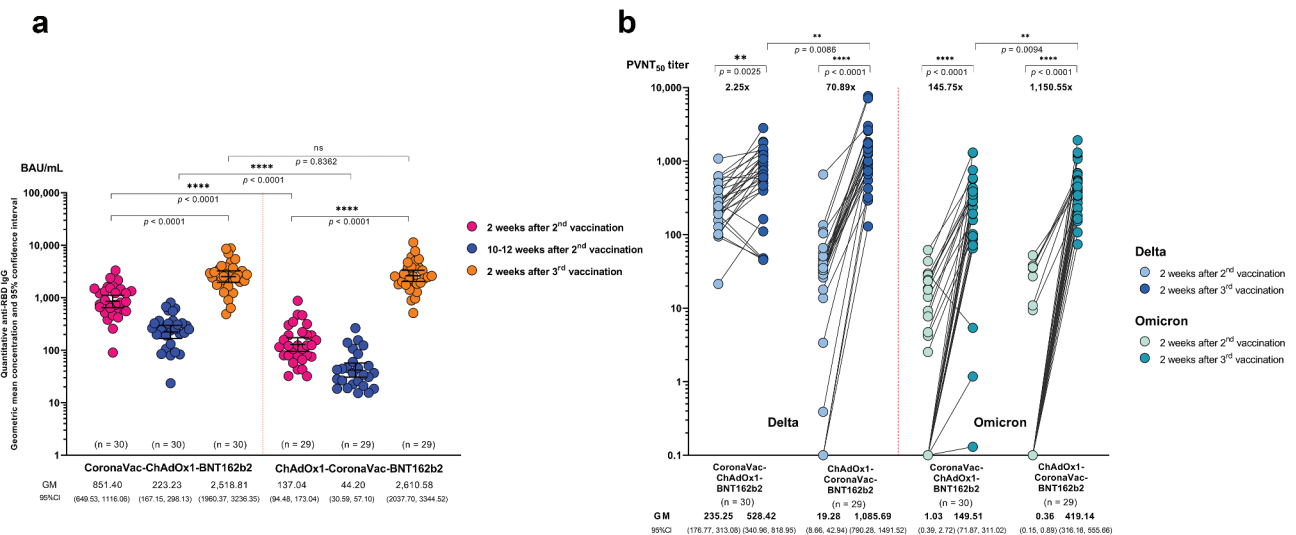 a
BAU/mL
Quantitative anti-RBD IgG
Geometric mean concentration and 95% confidence interval
ns
p = 0.8362
****
p < 0.0001
****
p < 0.0001
****
p < 0.0001
p < 0.0001
100,000
10,000
1,000
100
10
1
(n = 30) (n = 30) (n = 30) (n = 29) (n = 29) (n = 29)
CoronaVac-ChAdOx1-BNT162b2 ChAdOx1-CoronaVac-BNT162b2
GM 851.40 223.23 2,518.81 137.04 44.20 2,610.58
95%CI (649.53, 1116.06) (167.15, 298.13) (1960.37, 3236.35) (94.48, 173.04) (30.59, 57.10) (2037.70, 3344.52)
2 weeks after 2nd vaccination
10-12 weeks after 2nd vaccination
2 weeks after 3rd vaccination
b
PVNT50 titer
** **
p = 0.0086 p = 0.0094
** **** **** ****
p = 0.0025 p < 0.0001 p < 0.0001 p < 0.0001
2.25x 70.89x 145.75x 1,150.55x
10,000
1,000
100
10
1
0.1
Delta Omicron
CoronaVac-ChAdOx1-BNT162b2
(n = 30)
ChAdOx1-CoronaVac-BNT162b2
(n = 29)
CoronaVac-ChAdOx1-BNT162b2
(n = 30)
ChAdOx1-CoronaVac-BNT162b2
(n = 29)
GM 235.25 528.42 19.28 1,085.69 1.03 149.51 0.36 419.14
95%CI (176.77, 313.08) (340.96, 818.95) (8.66, 42.94) (790.28, 1491.52) (0.39, 2.72) (71.87, 311.02) (0.15, 0.89) (316.16, 555.66)
Delta
2 weeks after 2nd vaccination
2 weeks after 3rd vaccination
Omicron
2 weeks after 2nd vaccination
2 weeks after 3rd vaccination